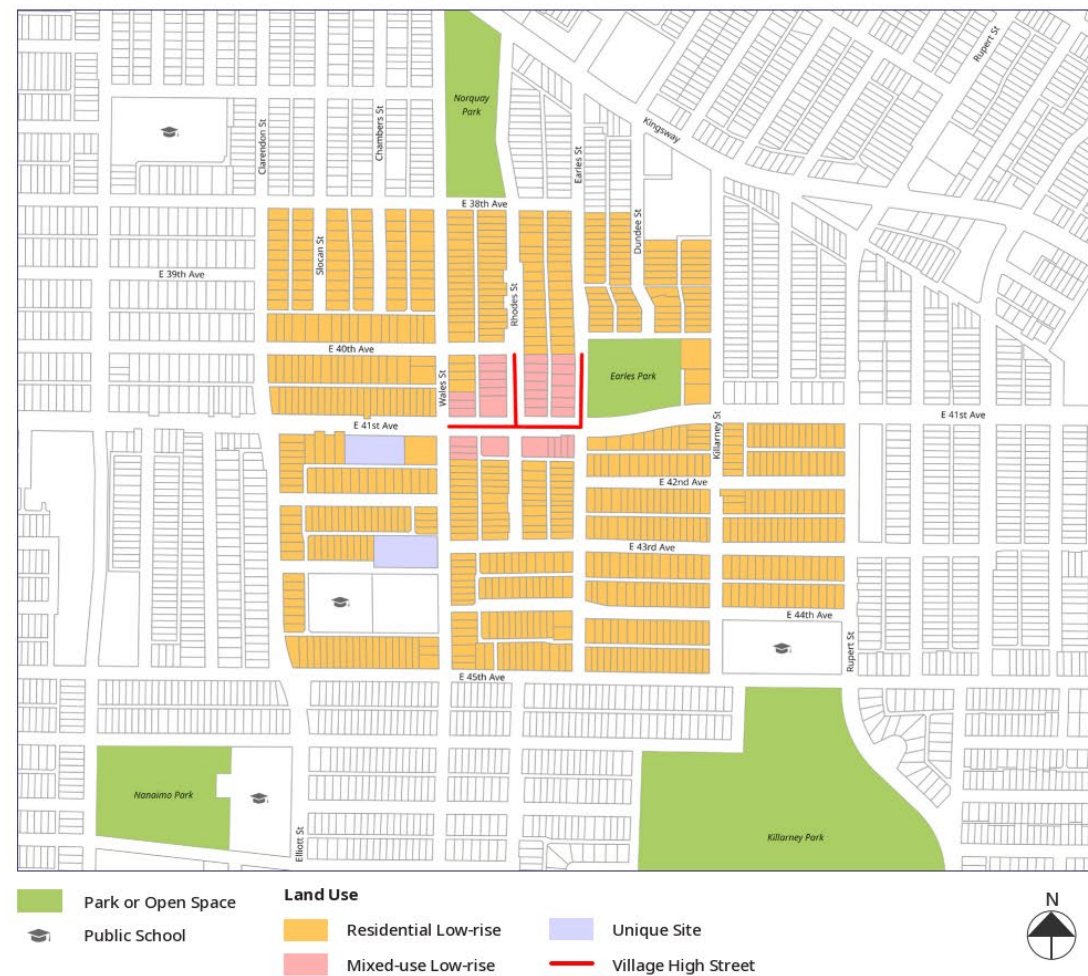 Rupert St
Norquay
Park
Kingsway
Chambers St
Clarendon St
Earles St
E 38th Ave
Dundee St
Slocan St
E 39th Ave
Rhodes St
E 40th Ave
Wales St
Earles Park
E 41st Ave
E 41st Ave
Killarney St
E 42nd Ave
E 43rd Ave
E 44th Ave
Rupert St
E 45th Ave
Nanaimo Park
Elliott St
Killarney Park
Park or Open Space
Public School
Land Use
Residential Low-rise
Mixed-use Low-rise
Unique Site
Village High Street
N